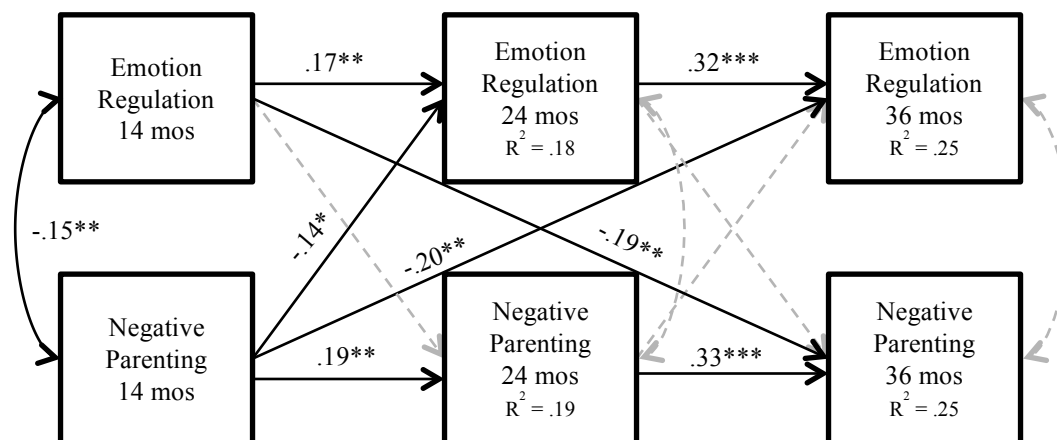 Emotion
Regulation
14 mos
.17**
Emotion
Regulation
24 mos
R² = .18
.32***
Emotion
Regulation
36 mos
R² = .25
-.15**
-.14*
-.20**
-.19**
Negative
Parenting
14 mos
.19**
Negative
Parenting
24 mos
R² = .19
.33***
Negative
Parenting
36 mos
R² = .25